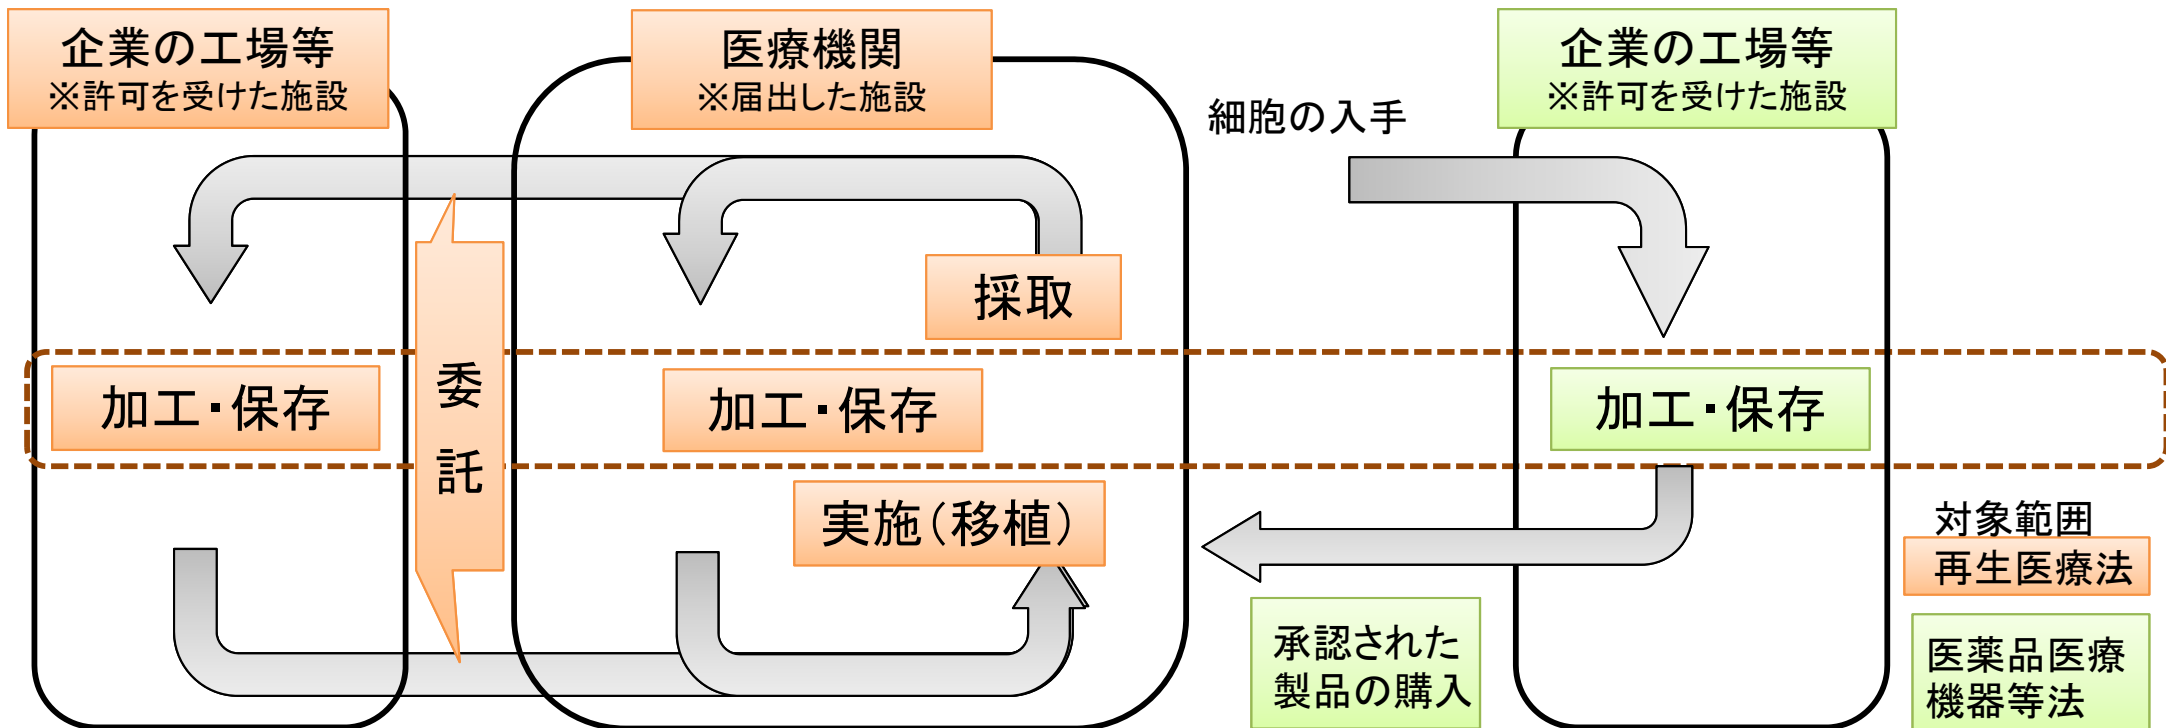 企業の工場等
※許可を受けた施設
医療機関
※届出した施設
細胞の入手
企業の工場等
※許可を受けた施設
採取
加工・保存
委託
加工・保存
加工・保存
実施(移植)
対象範囲
再生医療法
承認された
製品の購入
医薬品医療
機器等法